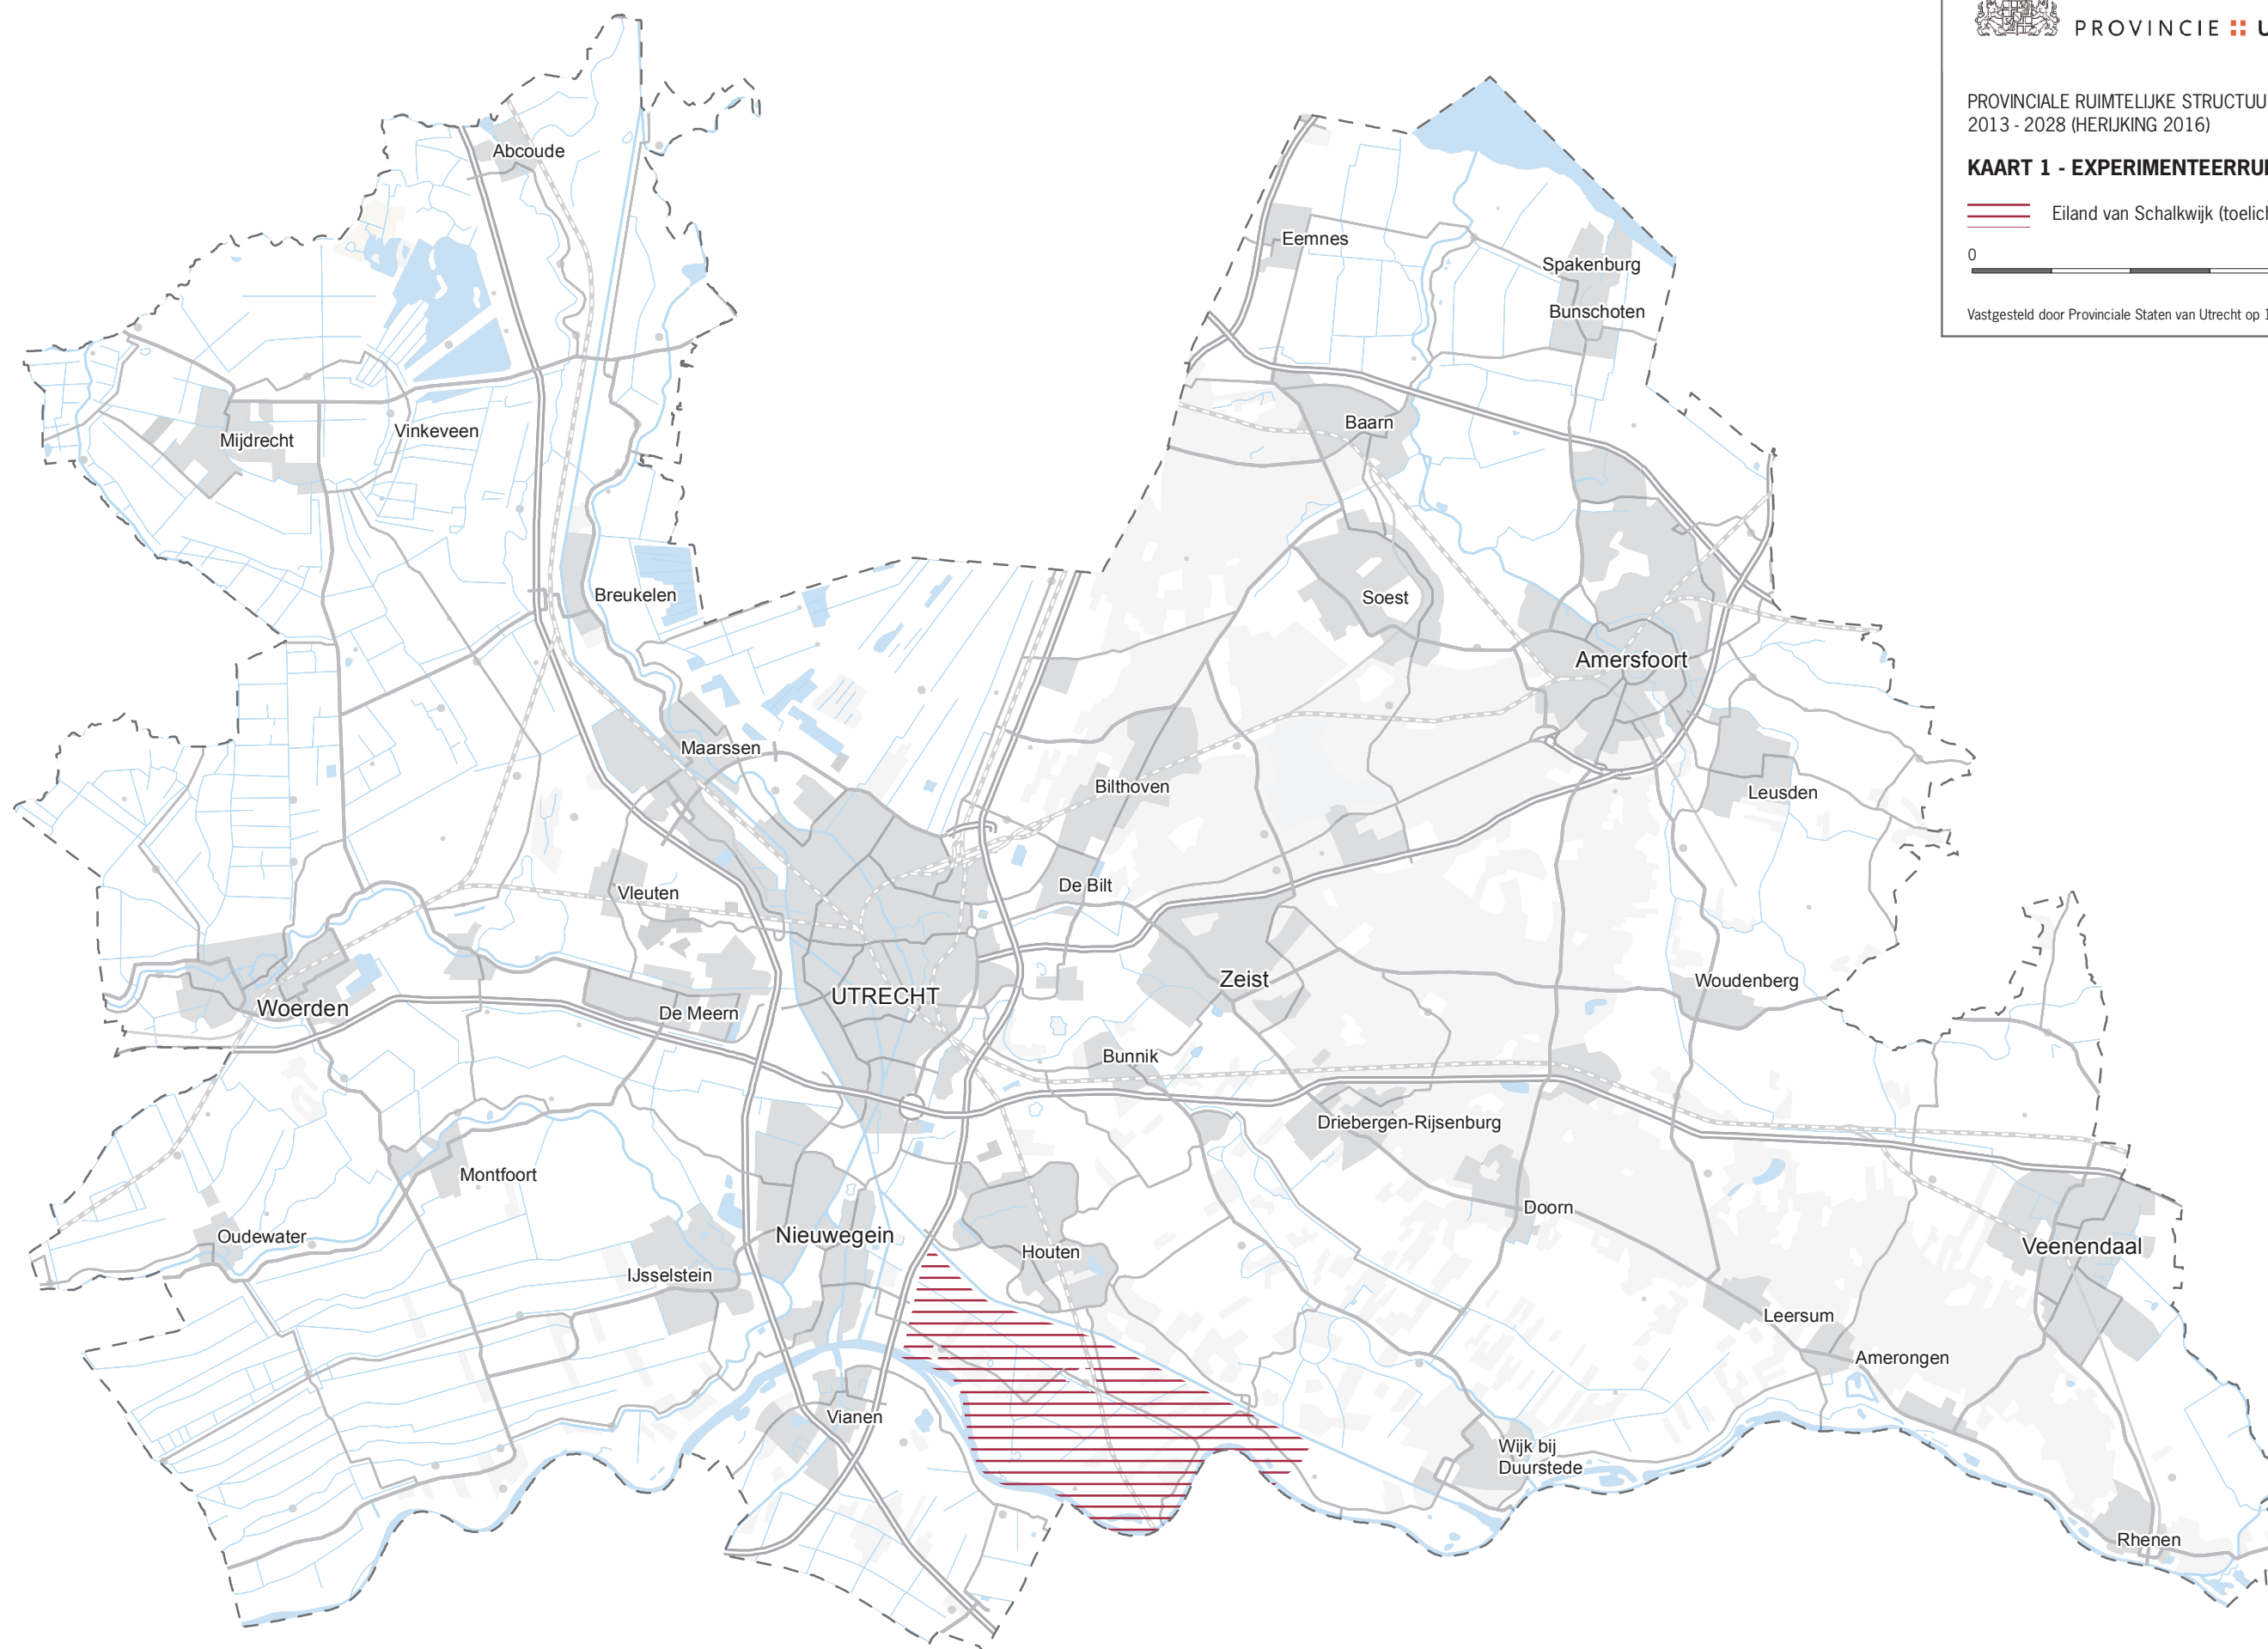 PROVINCIE
PROVINCIALE RUIMTELIJKE
2013 - 2028 (HERIJKING 2016)
KAART 1 -
Eiland van Schalkwijk
0
Vastgesteld door Provinciale Staten van Utrecht op
Abcoude
Eemnes
Spakenburg
Bunschoten
Baarn
Mijdrecht
Vinkeveen
Breukelen
Soest
Amersfoort
Maarssen
Bilthoven
Leusden
Vleuten
De Bilt
Zeist
Woudenberg
UTRECHT
Woerden
De Meern
Bunnik
Driebergen-Rijsenburg
Montfoort
Doorn
Oudewater
Nieuwegein
Houten
Veenendaal
IJsselstein
Leersum
Amerongen
Vianen
Wijk bij
Duurstede
Rhenen